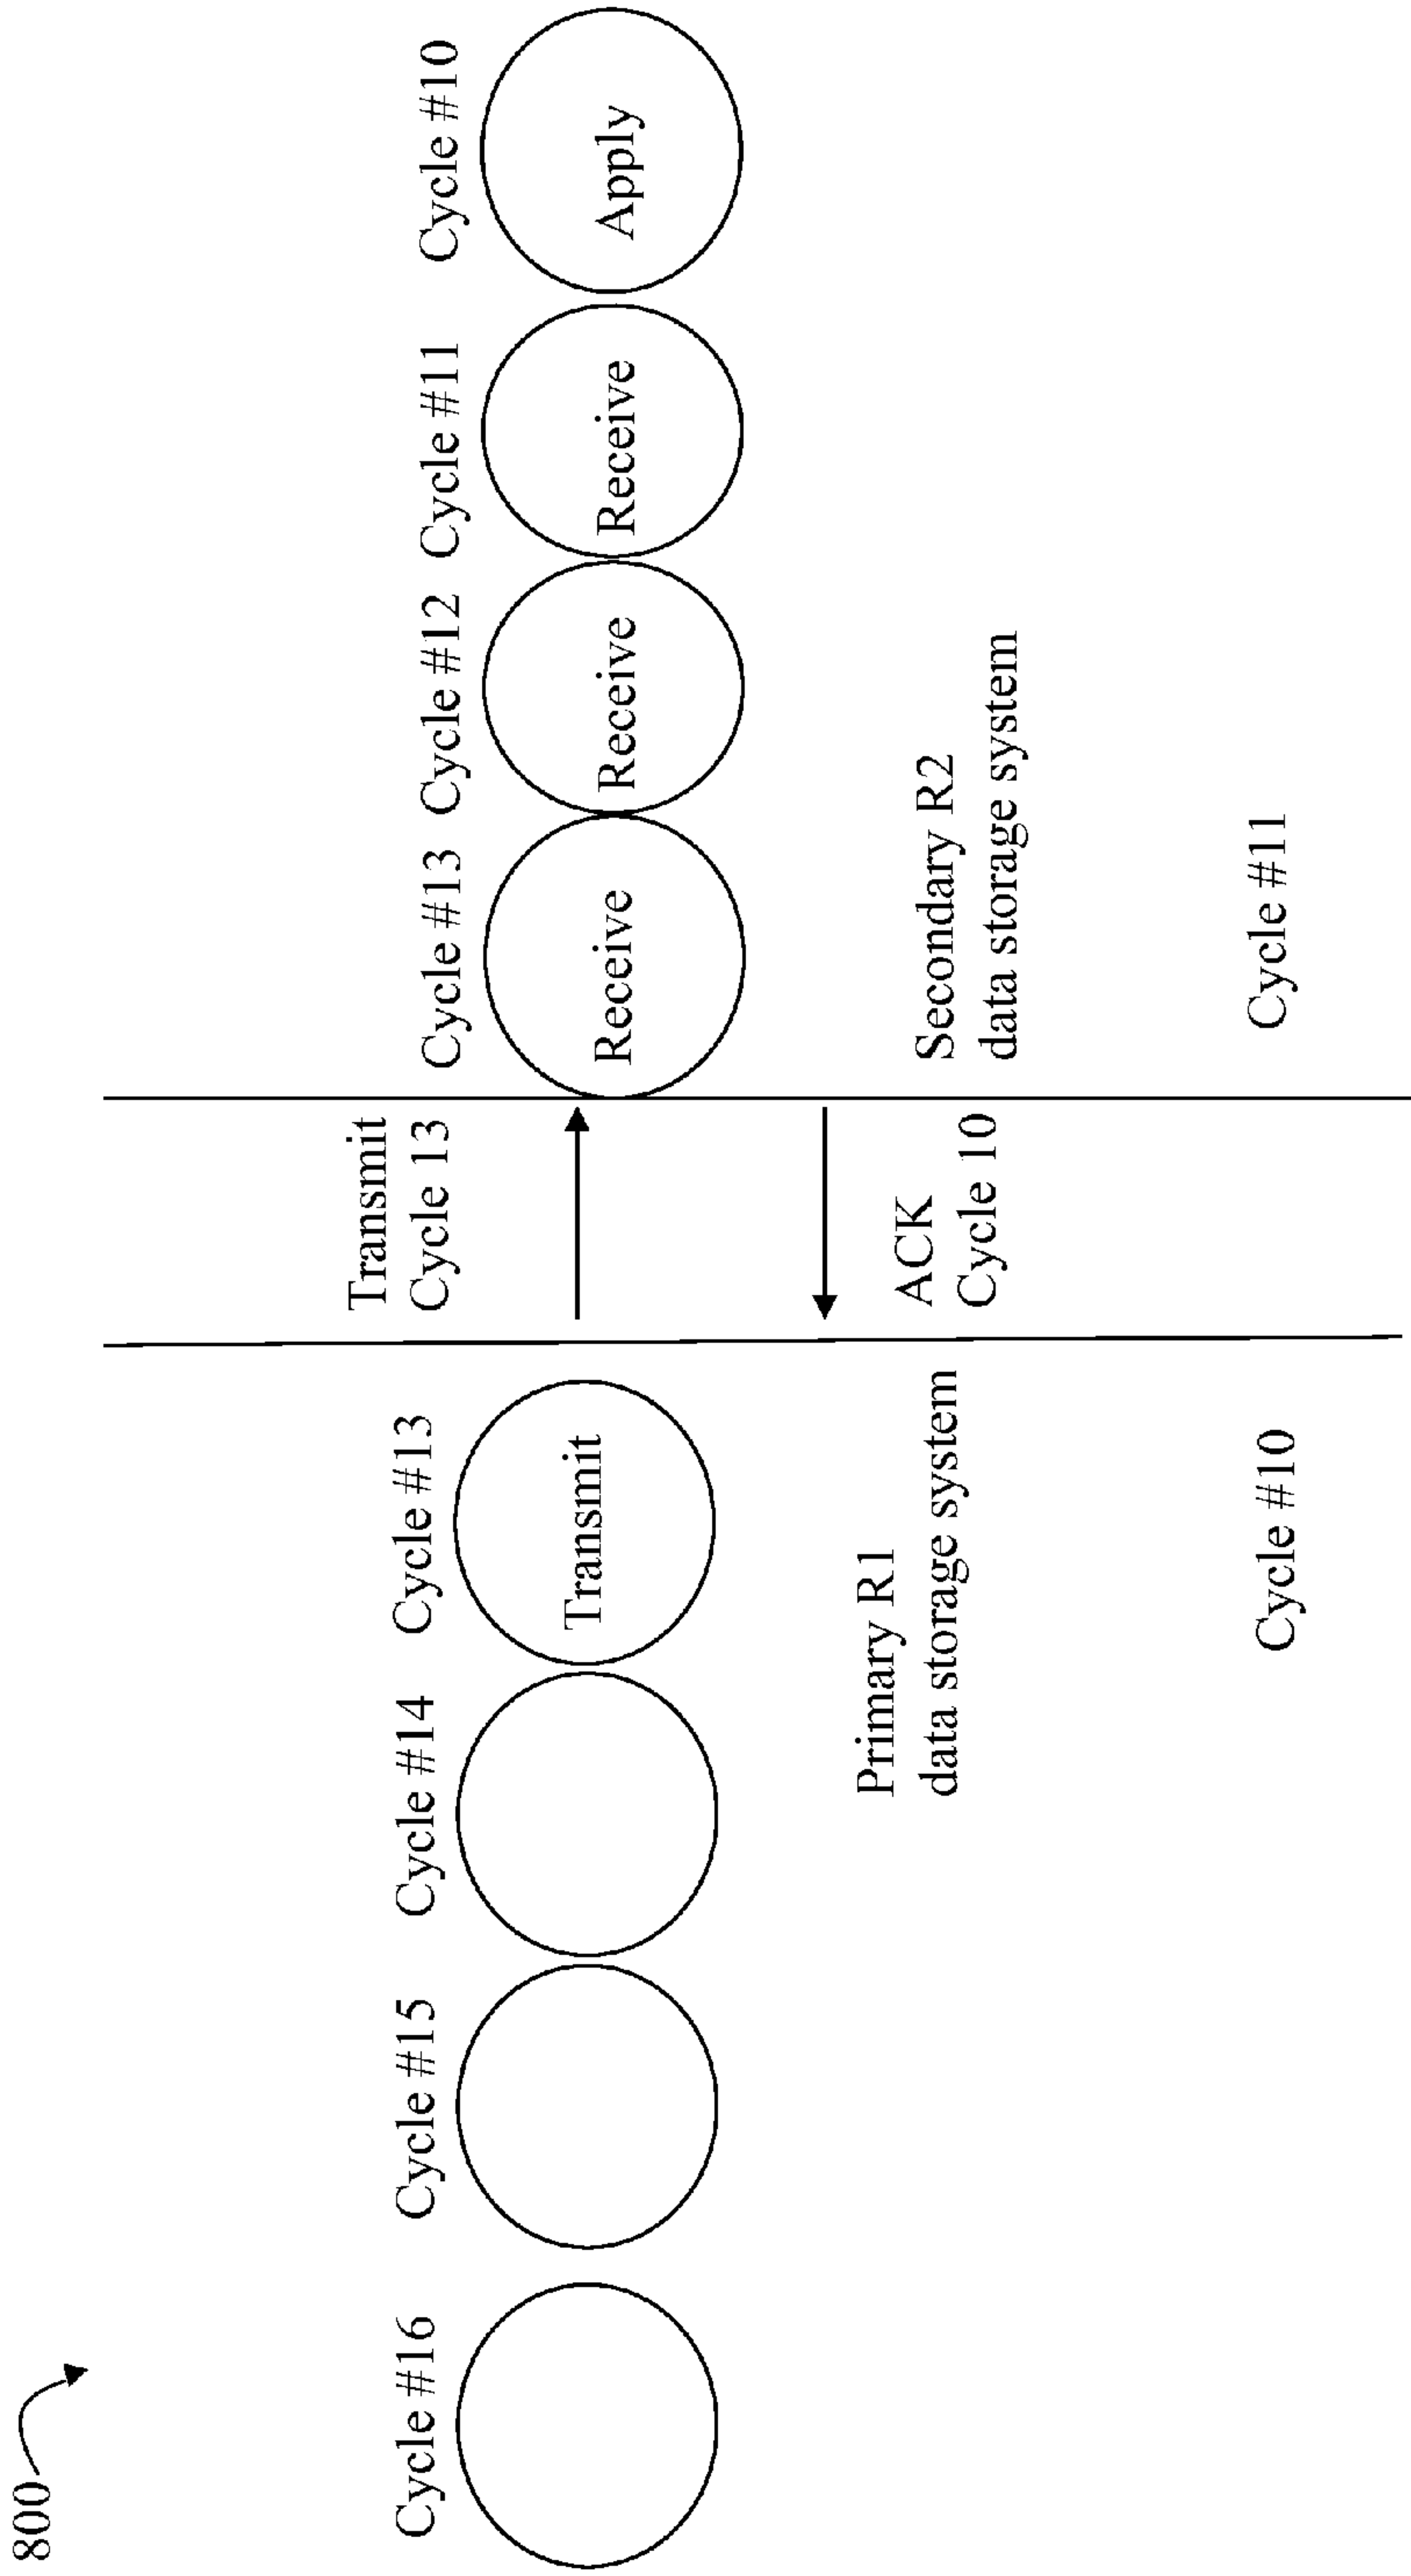 800
Transmit
Cycle 13
Cycle #16
Cycle #15
Cycle #14
Cycle #13
Cycle #13
Cycle #12
Cycle #11
Cycle #10
Transmit
Receive
Receive
Receive
Apply
Primary R1
data storage system
ACK
Cycle 10
Secondary R2
data storage system
Cycle #10
Cycle #11